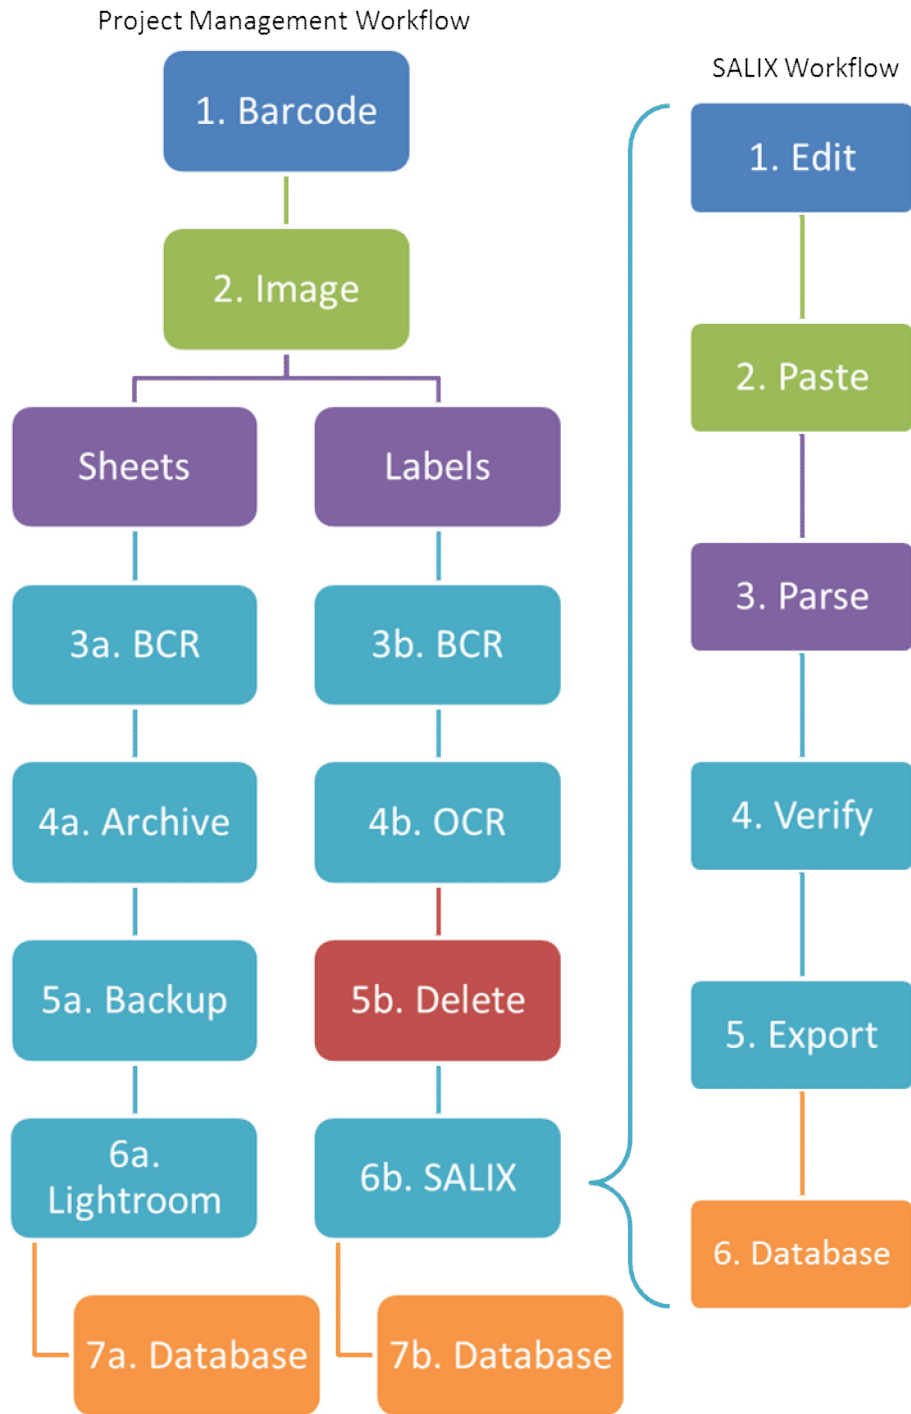 Project Management Workflow
1. Barcode
2. Image
Sheets
Labels
3a. BCR
3b. BCR
4a. Archive
4b. OCR
5a. Backup
5b. Delete
6a.
Lightroom
6b. SALIX
7a. Database
7b. Database
SALIX Workflow
1. Edit
2. Paste
3. Parse
4. Verify
5. Export
6. Database